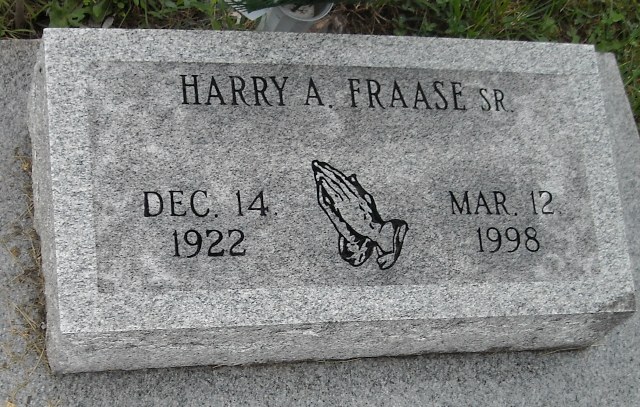 HARRY A. FRAASE SR.
DEC. 14. MAR. 12.
1922 1998